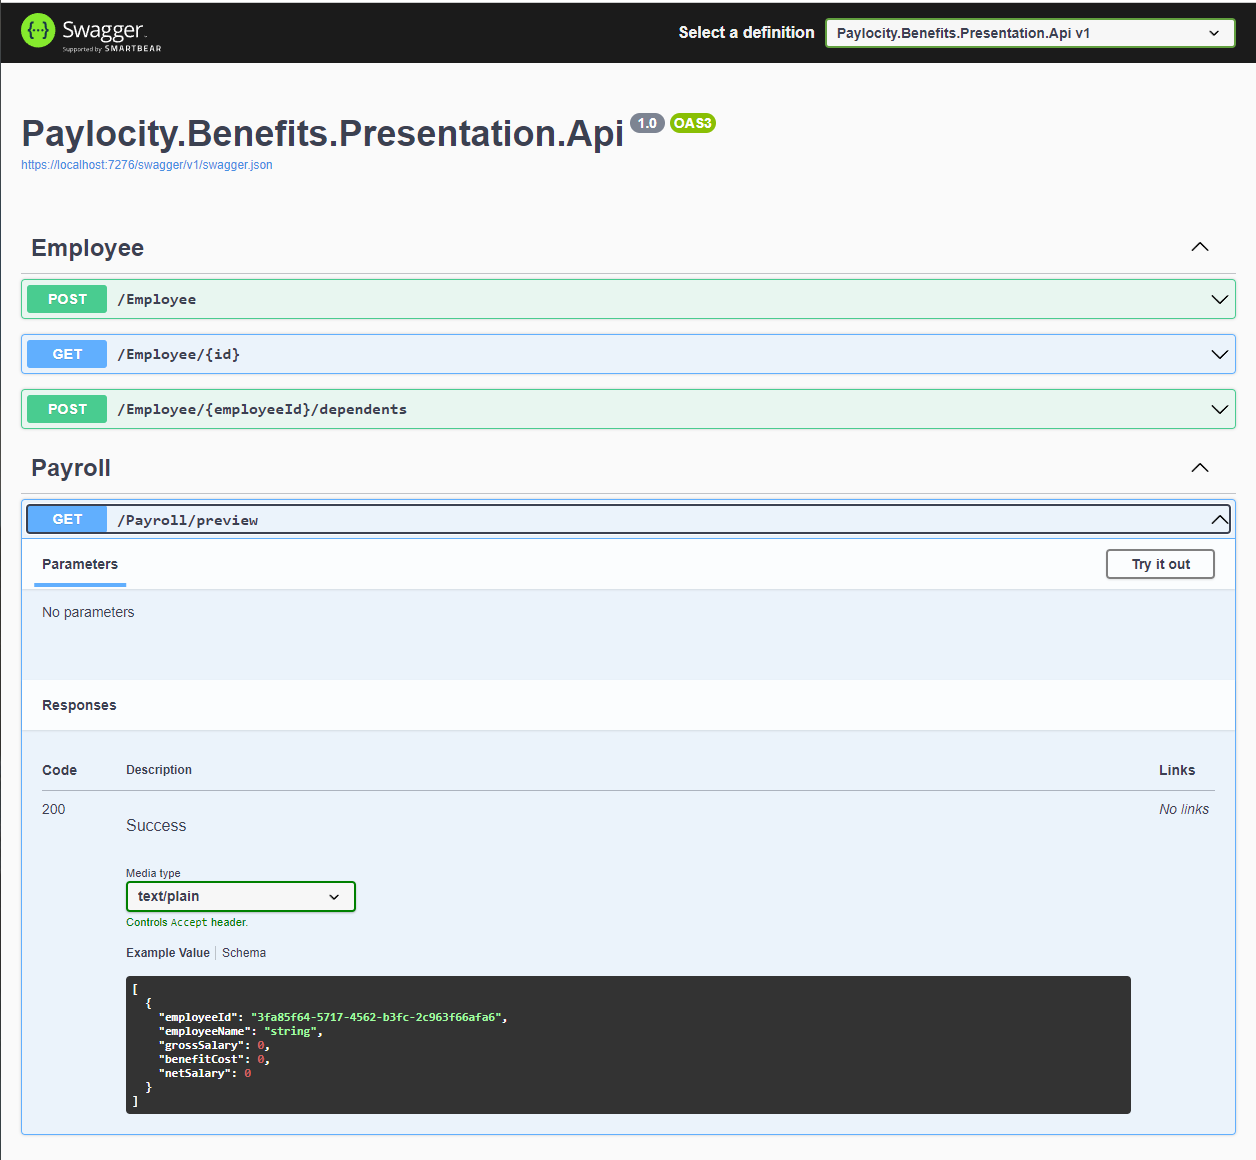 Swagger.
Supported by SMARTBEAR
Select a definition
Paylocity.Benefits.Presentation.Api v1
Paylocity.Benefits.Presentation.Api 1.0 OAS3
https://localhost:7276/swagger/v1/swagger.json
Employee
POST /Employee
GET /Employee/{id}
POST /Employee/{employeeId}/dependents
Payroll
GET /Payroll/preview
Parameters
Try it out
No parameters
Responses
Code Description Links
200
Success
No links
Media type
text/plain
Controls Accept header.
Example Value Schema
[
  {
    "employeeId": "3fa85f64-5717-4562-b3fc-2c963f66afa6",
    "employeeName": "string",
    "grossSalary": 0,
    "benefitCost": 0,
    "netSalary": 0
  }
]